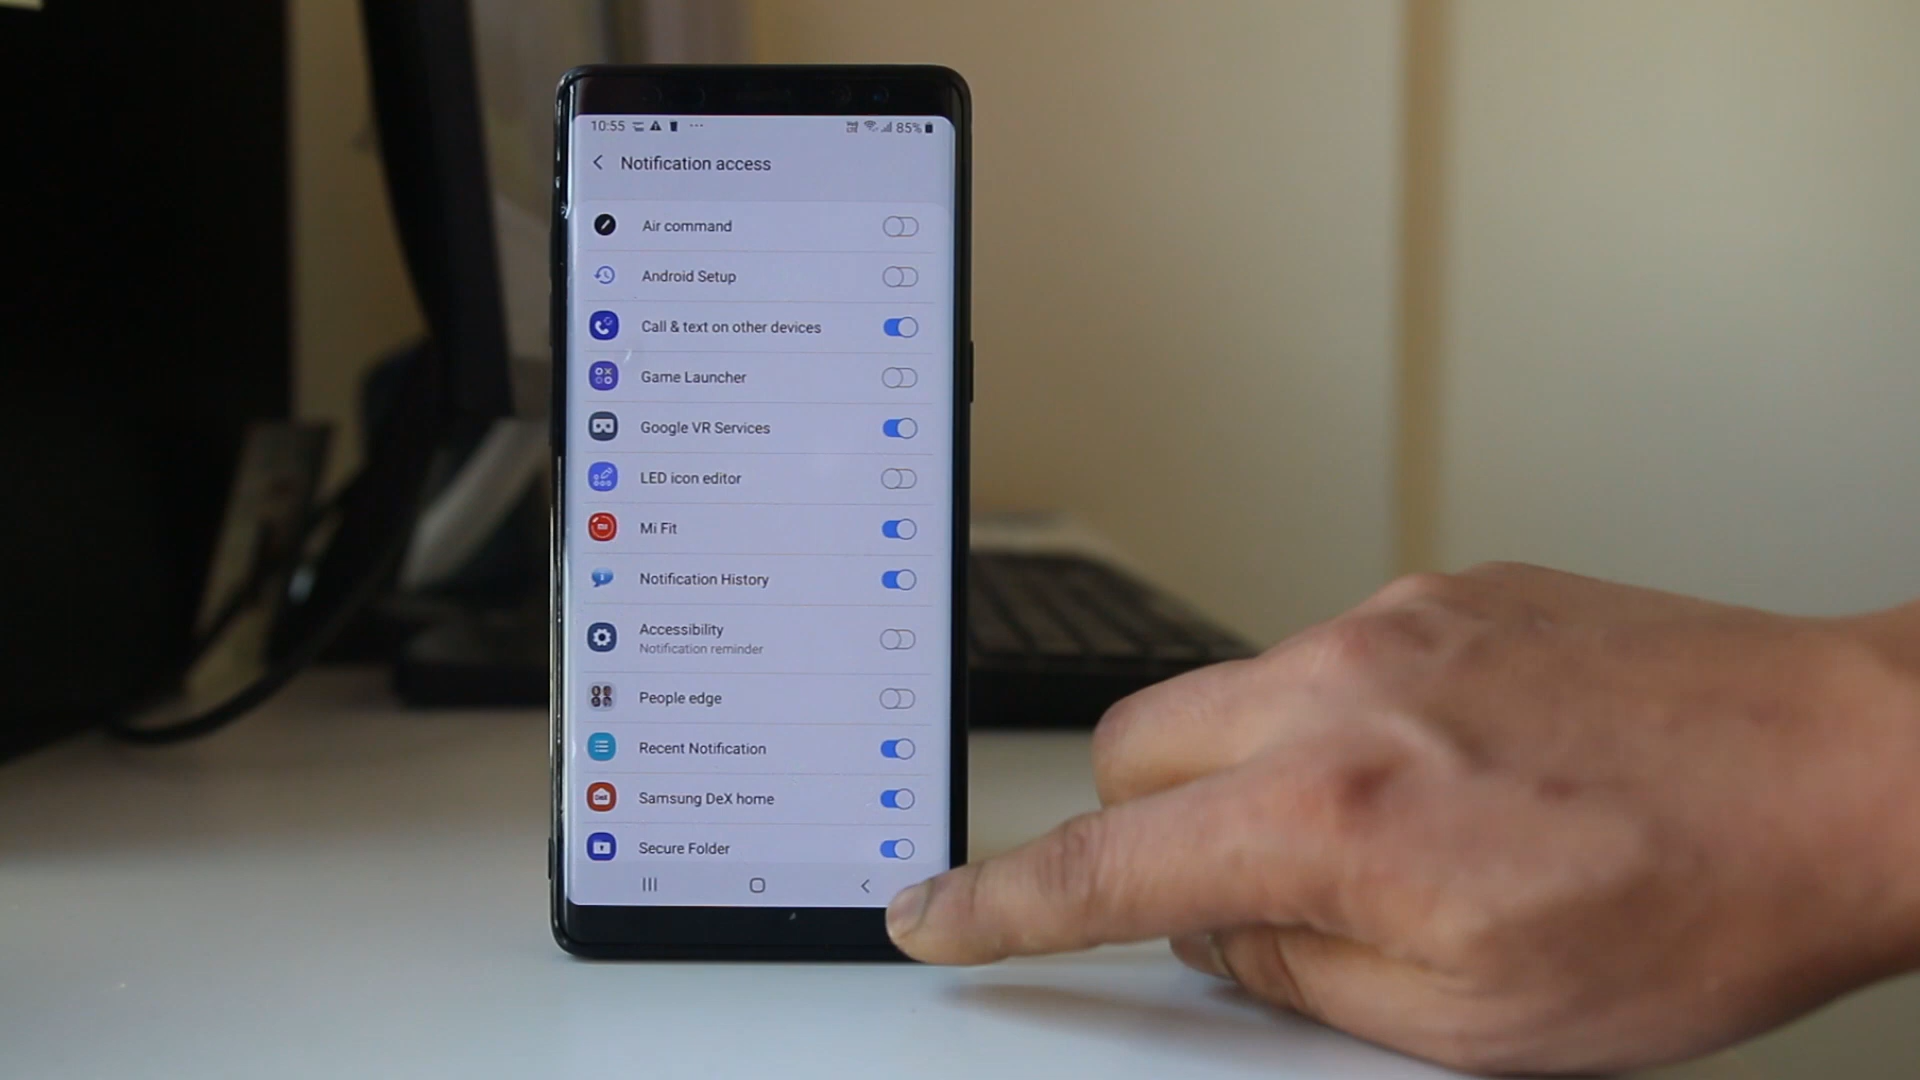 10:55 85%
Notification access
Air command
Android Setup
Call & text on other devices
Game Launcher
Google VR Services
LED icon editor
Mi Fit
Notification History
Accessibility
Notification reminder
People edge
Recent Notification
Samsung DeX home
Secure Folder